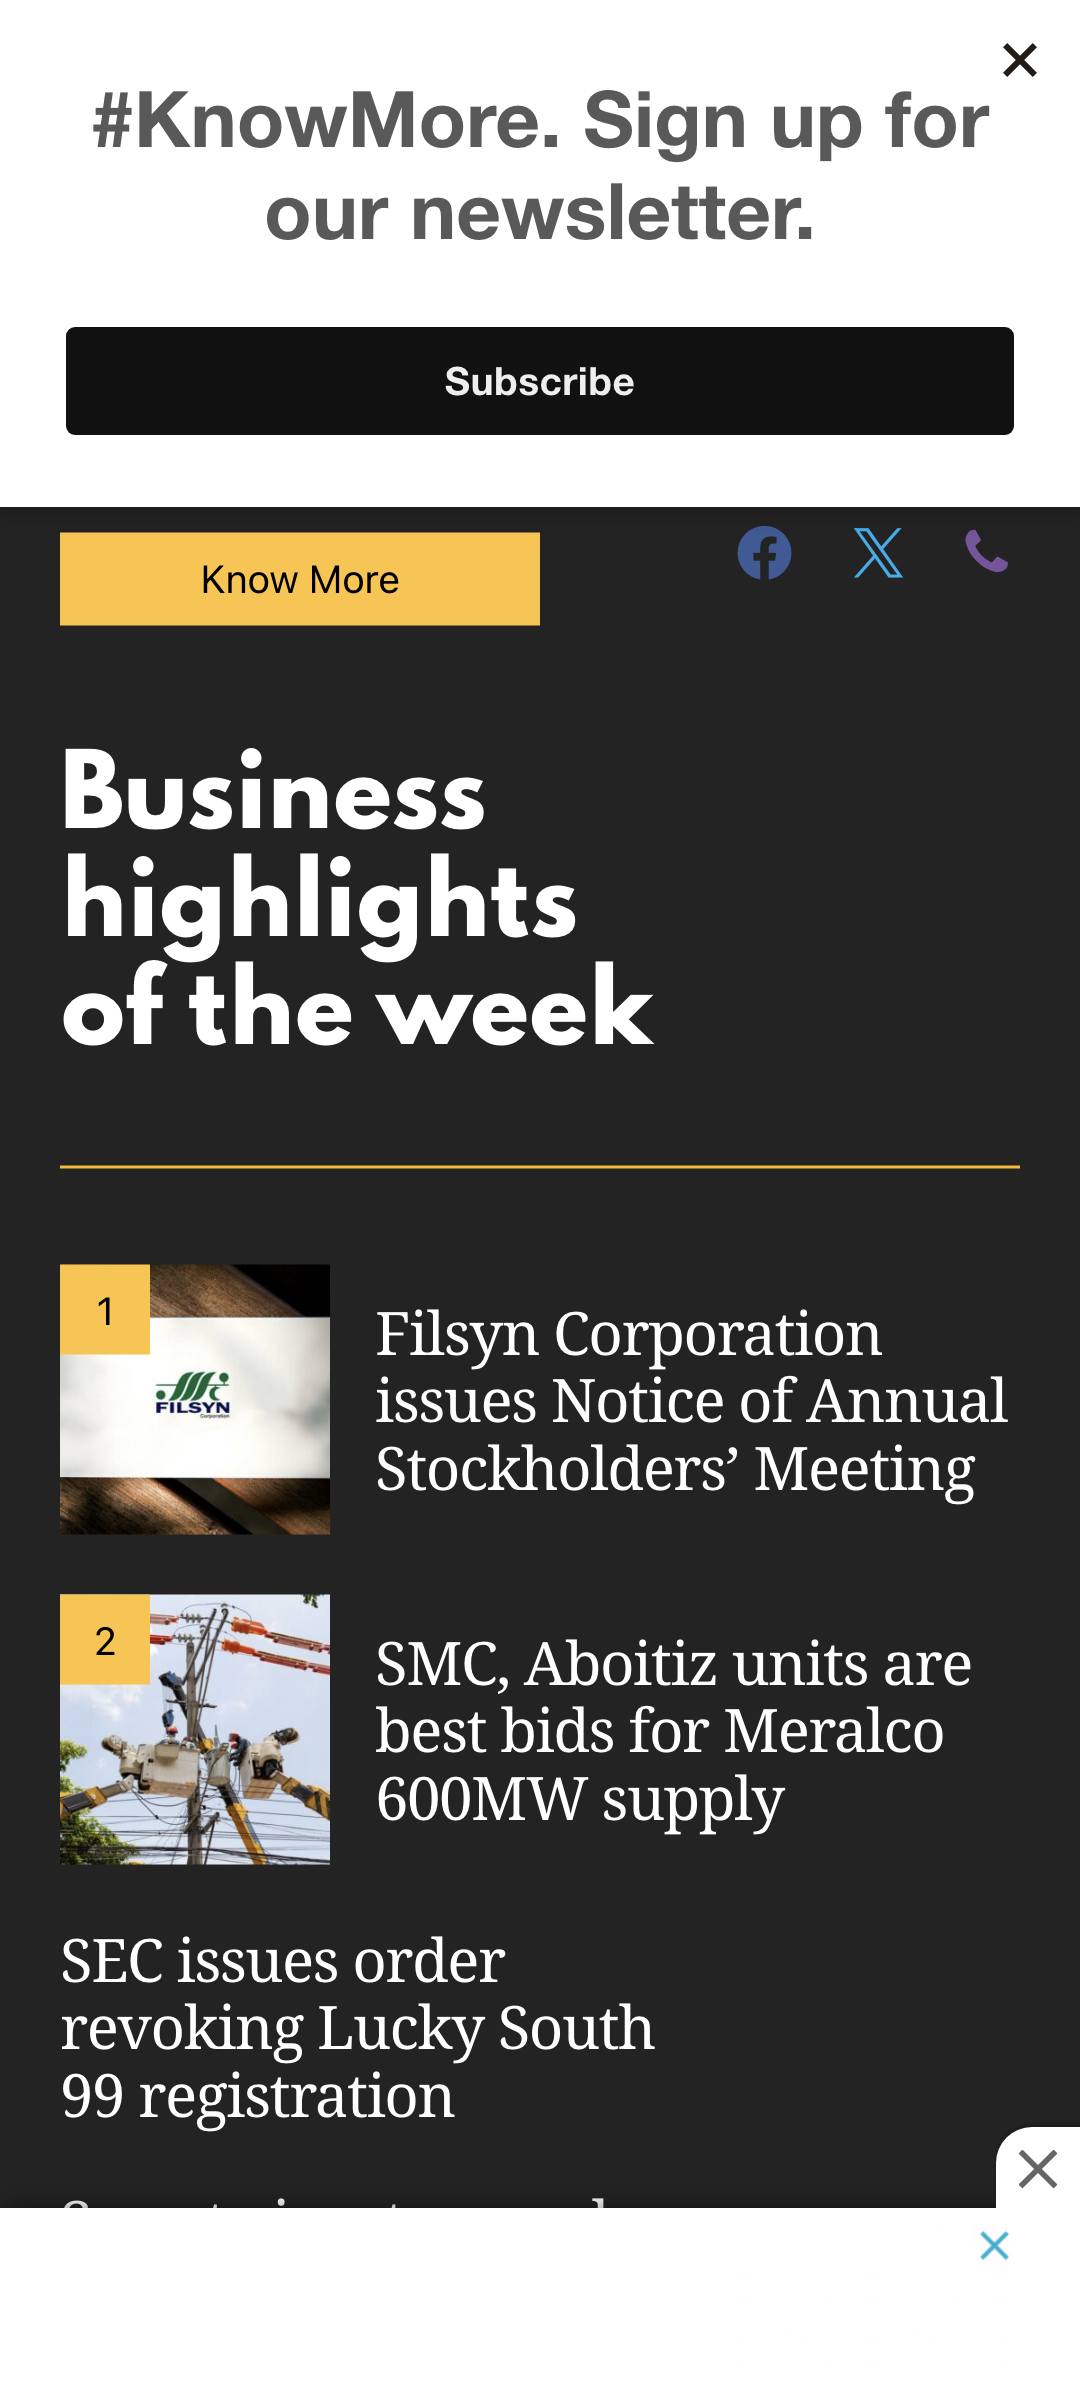 #KnowMore. Sign up for
our newsletter.
Subscribe
Know More
Business
highlights
of the week
1
FILSYN
Corporation
Filsyn Corporation
issues Notice of Annual
Stockholders’ Meeting
2
SMC, Aboitiz units are
best bids for Meralco
600MW supply
SEC issues order
revoking Lucky South
99 registration